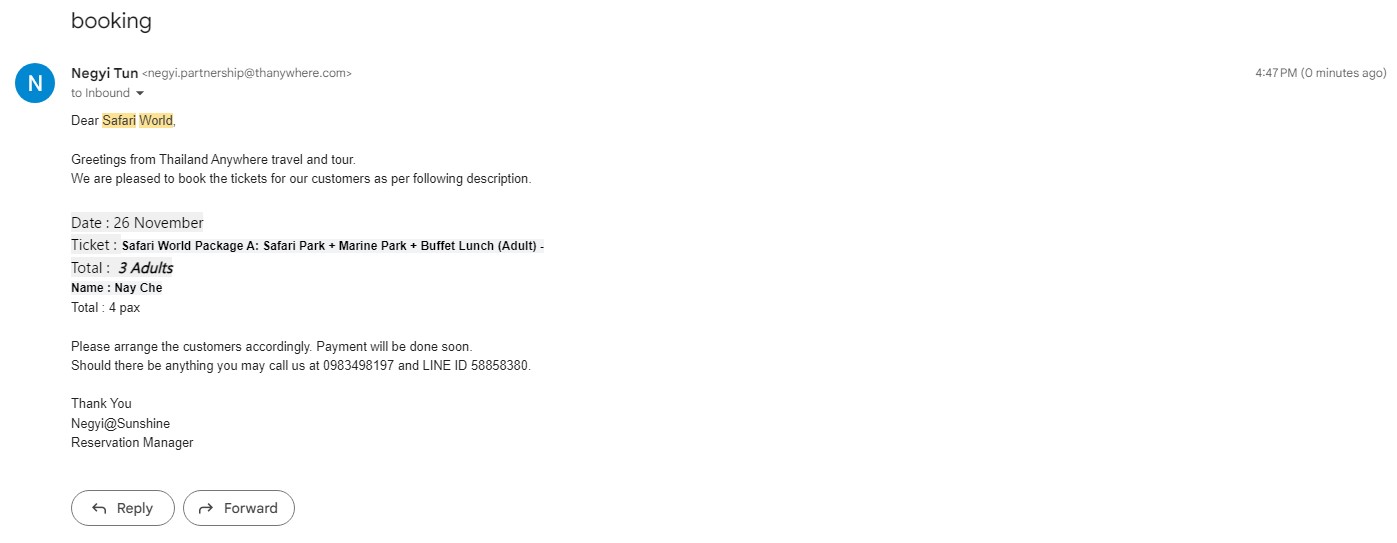 booking
N
Negyi Tun <negyi.partnership@thanywhere.com>
4:47 PM (0 minutes ago)
to Inbound
Dear Safari World,
Greetings from Thailand Anywhere travel and tour.
We are pleased to book the tickets for our customers as per following description.
Date : 26 November
Ticket : Safari World Package A: Safari Park + Marine Park + Buffet Lunch (Adult) -
Total : 3 Adults
Name : Nay Che
Total : 4 pax
Please arrange the customers accordingly. Payment will be done soon.
Should there be anything you may call us at 0983498197 and LINE ID 58858380.
Thank You
Negyi@Sunshine
Reservation Manager
Reply
Forward